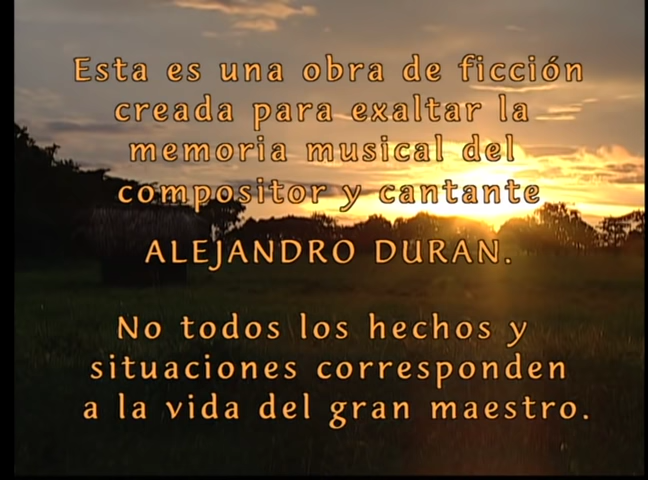 Esta es una obra de ficción
creada para exaltar la
memoria musical del
compositor y cantante
ALEJANDRO DURAN.
No todos los hechos y
situaciones corresponden
a la vida del gran maestro.